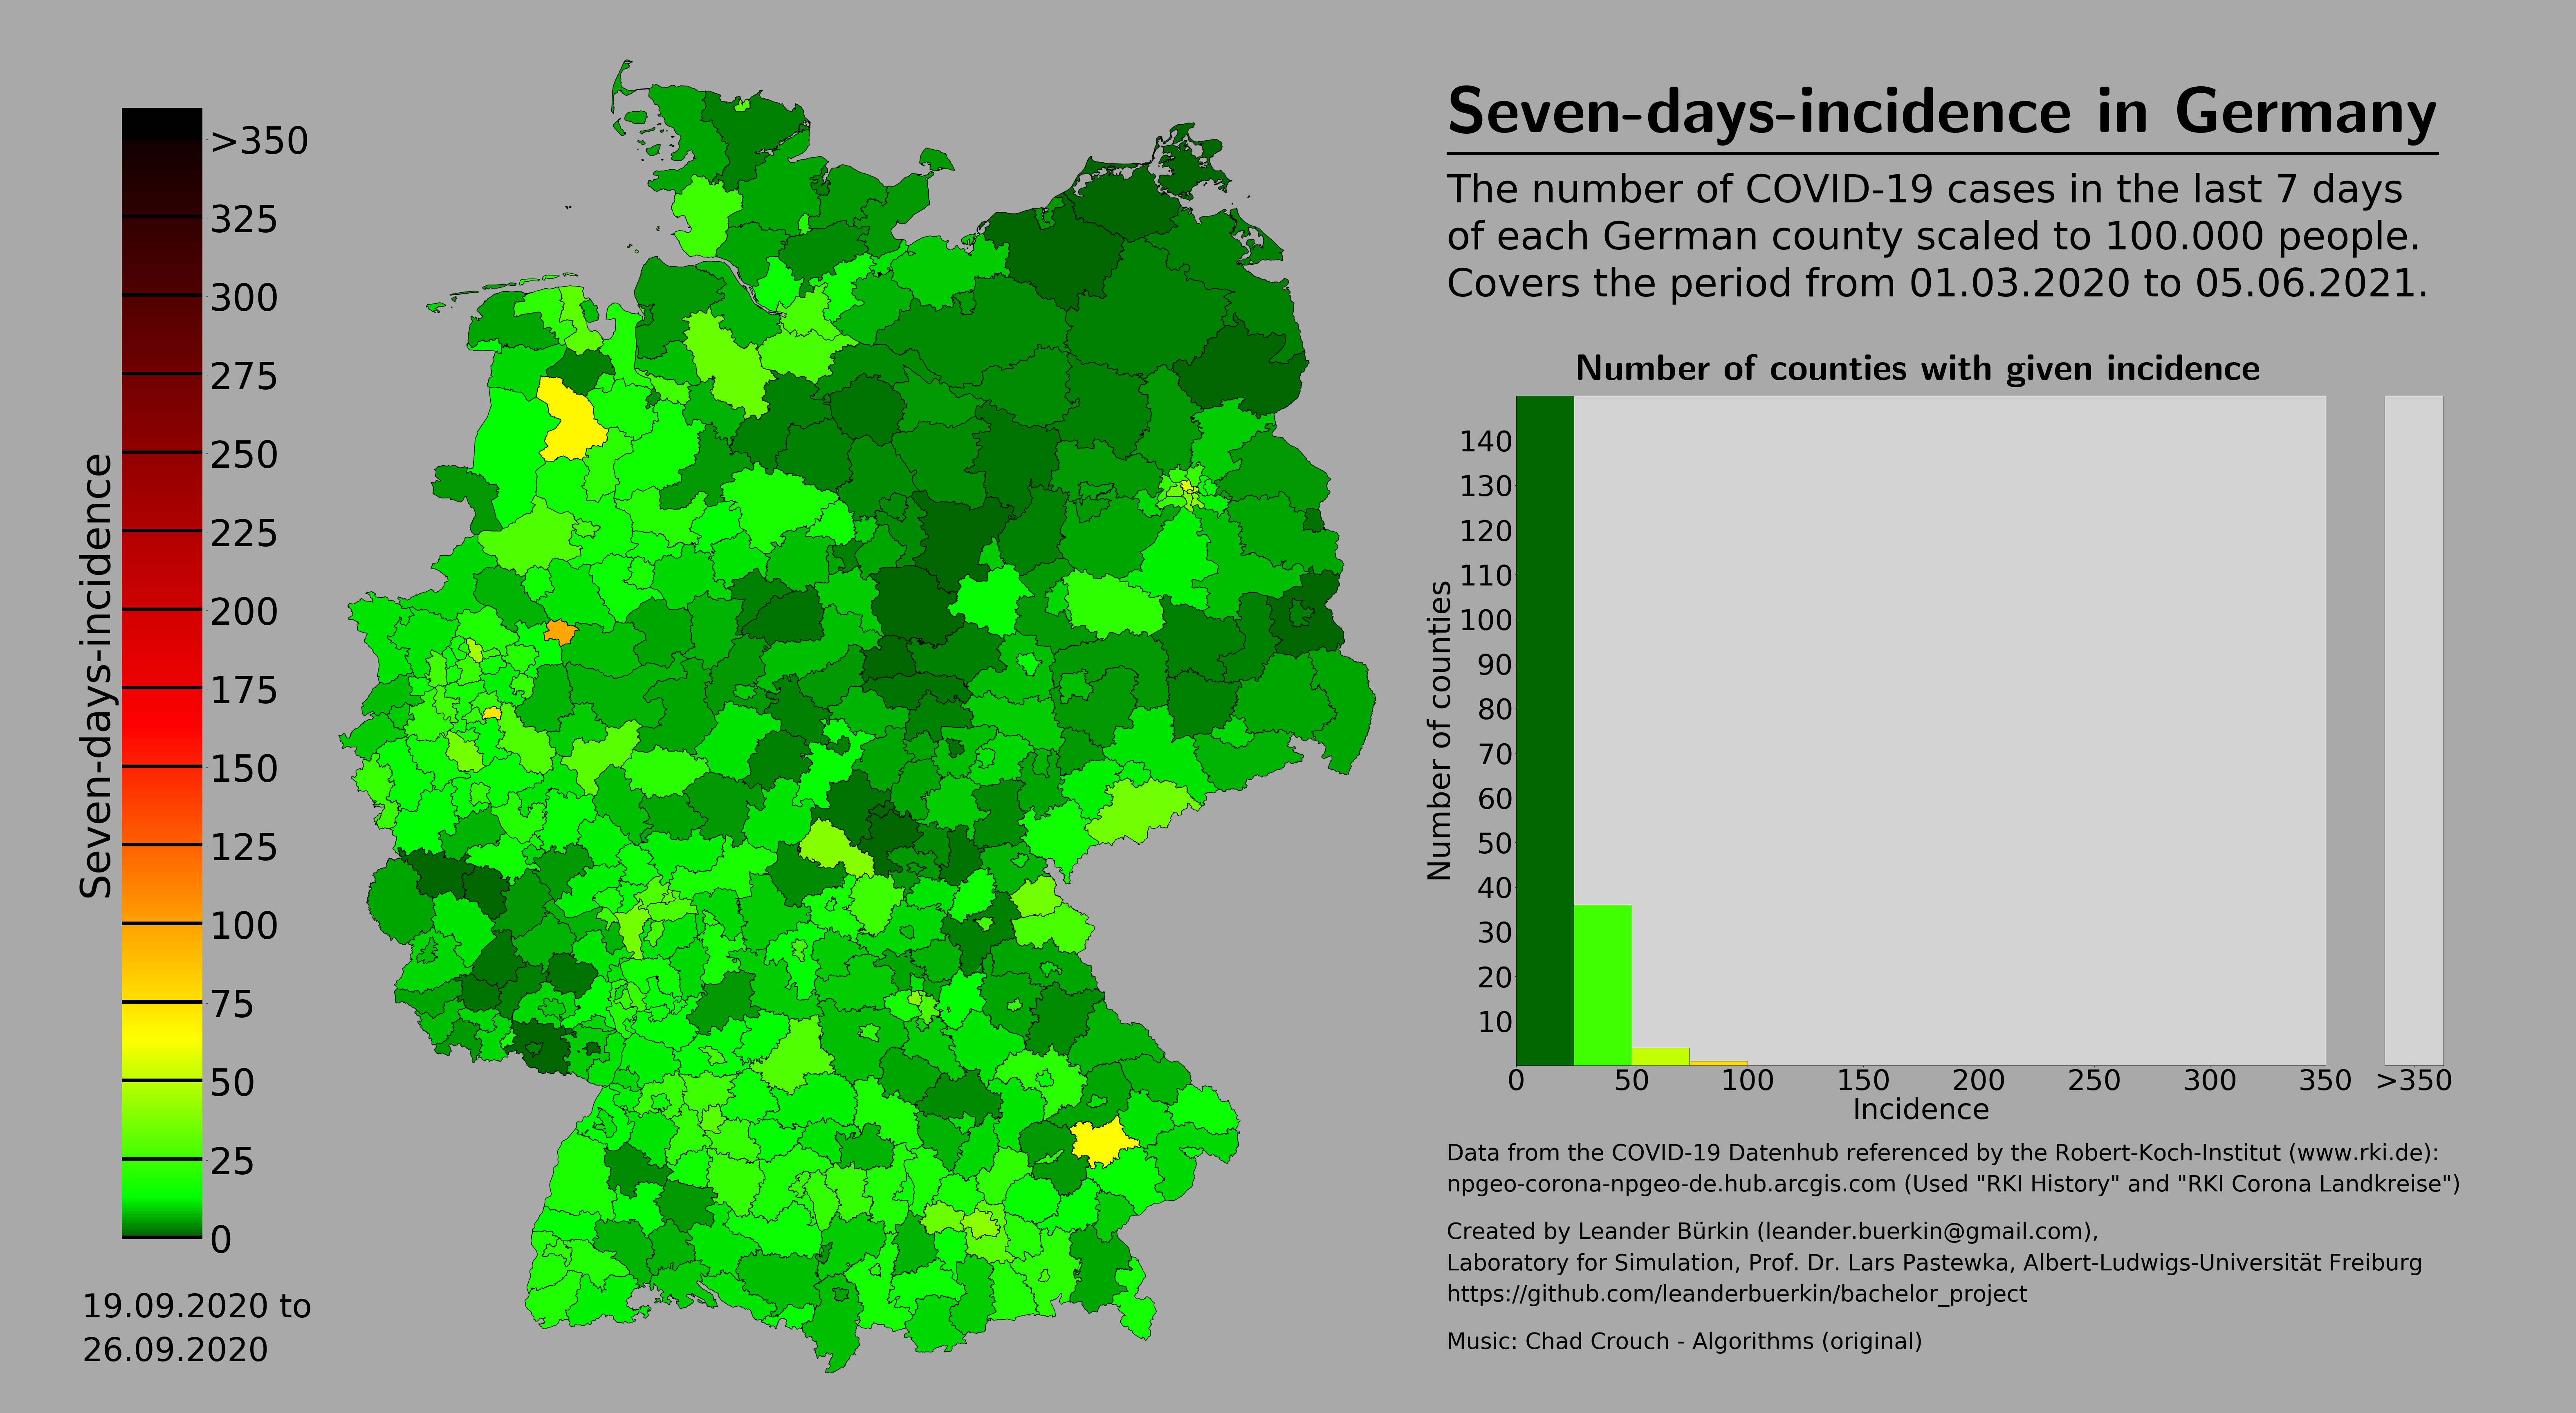 Seven-days-incidence in Germany
The number of COVID-19 cases in the last 7 days
of each German county scaled to 100.000 people.
Covers the period from 01.03.2020 to 05.06.2021.
Seven-days-incidence
>350
325
300
275
250
225
200
175
150
125
100
75
50
25
0
19.09.2020 to
26.09.2020
Number of counties with given incidence
Number of counties
140
130
120
110
100
90
80
70
60
50
40
30
20
10
0 50 100 150 200 250 300 350 >350
Incidence
Data from the COVID-19 Datenhub referenced by the Robert-Koch-Institut (www.rki.de):
npgeo-corona-npgeo-de.hub.arcgis.com (Used "RKI History" and "RKI Corona Landkreise")
Created by Leander Bürkin (leander.buerkin@gmail.com),
Laboratory for Simulation, Prof. Dr. Lars Pastewka, Albert-Ludwigs-Universität Freiburg
https://github.com/leanderbuerkin/bachelor_project
Music: Chad Crouch - Algorithms (original)